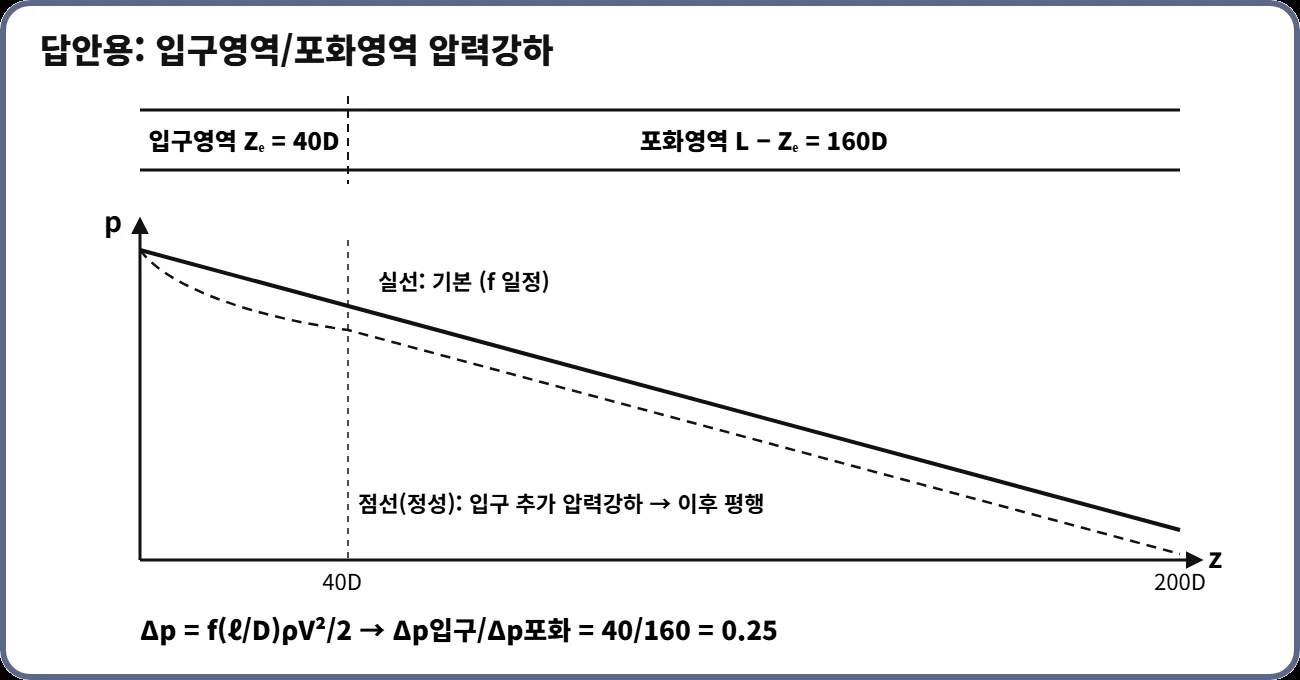 답안용: 입구영역/포화영역 압력강하
입구영역 Zₑ = 40D
포화영역 L − Zₑ = 160D
p
실선: 기본 (f 일정)
점선(정성): 입구 추가 압력강하 → 이후 평행
z
40D
200D
Δp = f(ℓ/D)ρV²/2 → Δp입구/Δp포화 = 40/160 = 0.25